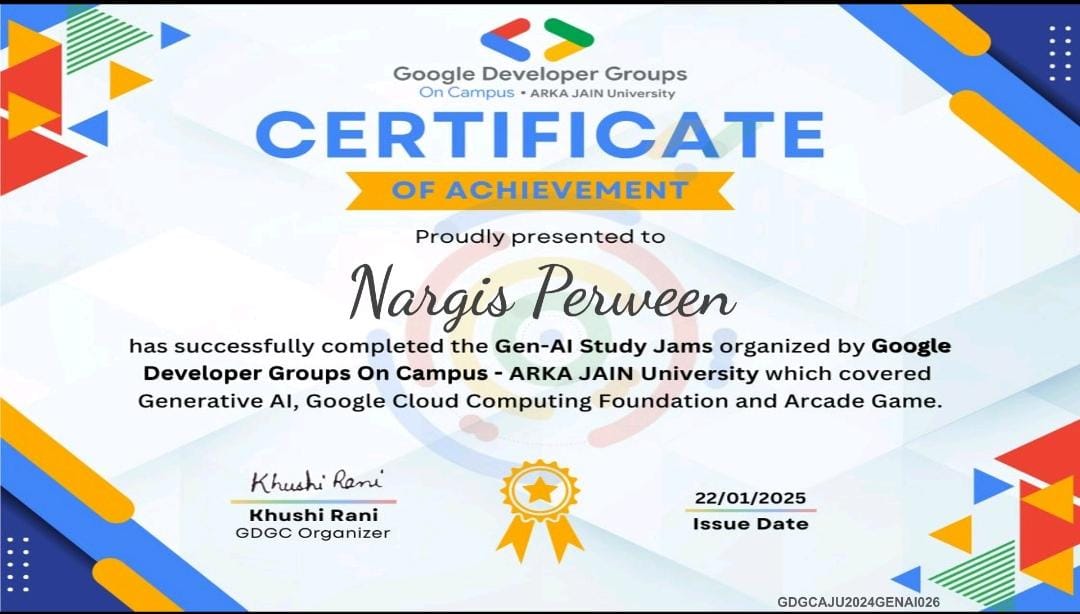 Google Developer Groups
On Campus • ARKA JAIN University
CERTIFICATE
OF ACHIEVEMENT
Proudly presented to
Nargis Perween
has successfully completed the Gen-AI Study Jams organized by Google
Developer Groups On Campus - ARKA JAIN University which covered
Generative AI, Google Cloud Computing Foundation and Arcade Game.
Khushi Rani
Khushi Rani
GDGC Organizer
22/01/2025
Issue Date
GDGCAJU2024GENAI026